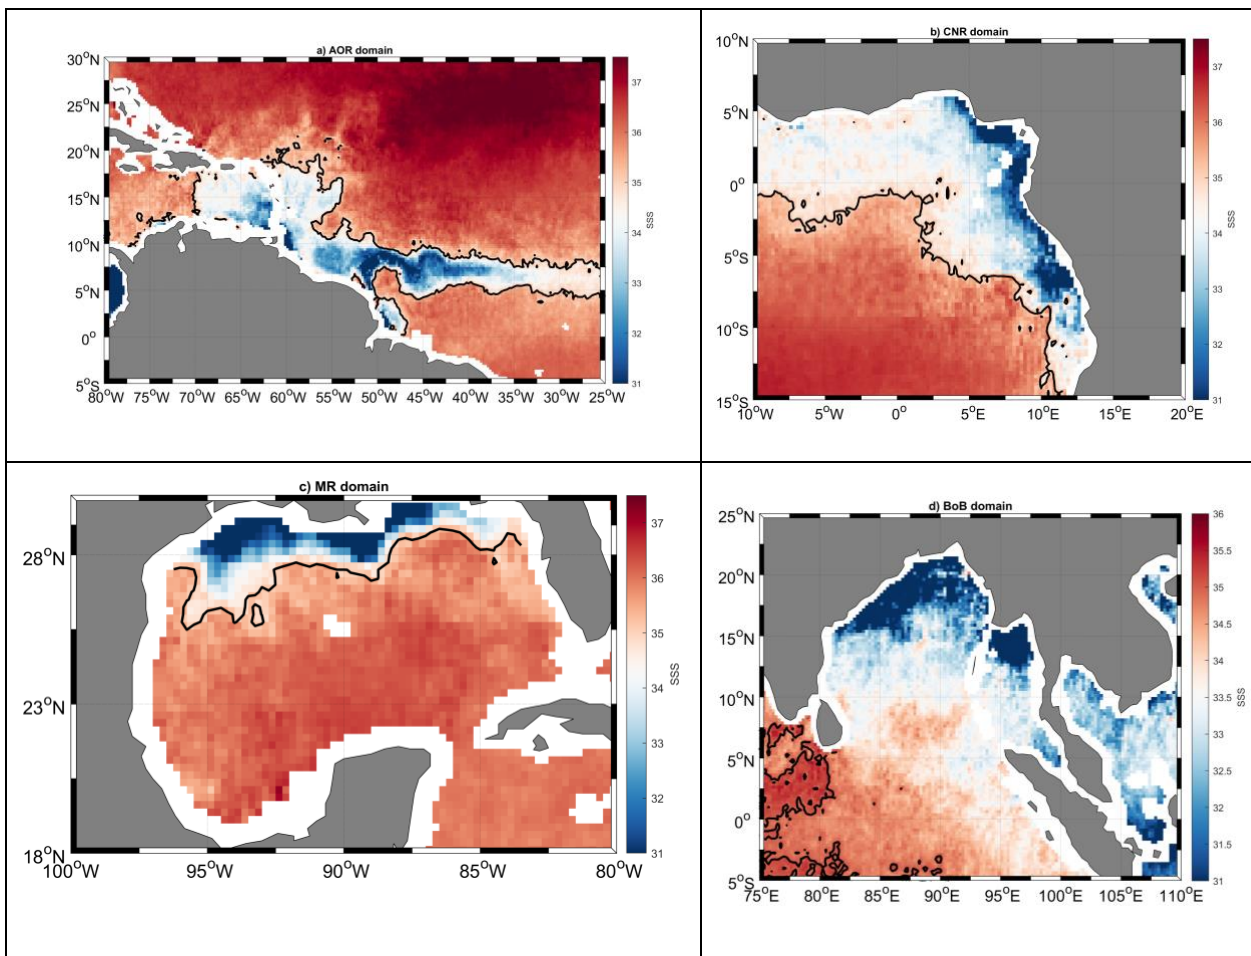 a) AOR domain
30°N
25°N
20°N
15°N
10°N
5°N
0°
5°S
80°W 75°W 70°W 65°W 60°W 55°W 50°W 45°W 40°W 35°W 30°W 25°W
37
36
35
34
33
32
31
SSS
b) CNR domain
10°N
5°N
0°
5°S
10°S
15°S
10°W 5°W 0° 5°E 10°E 15°E 20°E
37
36
35
34
33
32
31
SSS
c) MR domain
28°N
23°N
18°N
100°W 95°W 90°W 85°W 80°W
37
36
35
34
33
32
31
SSS
d) BoB domain
25°N
20°N
15°N
10°N
5°N
0°
5°S
75°E 80°E 85°E 90°E 95°E 100°E 105°E 110°E
36
35.5
35
34.5
34
33.5
33
32.5
32
31.5
31
SSS